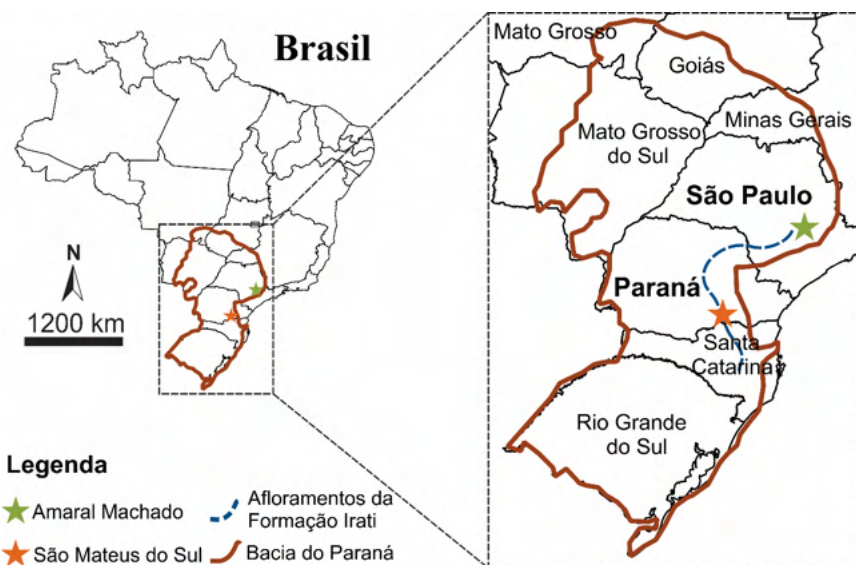 Brasil
N
1200 km
Mato Grosso
Goiás
Minas Gerais
Mato Grosso
do Sul
São Paulo
Paraná
Santa
Catarina
Rio Grande
do Sul
Legenda
Amaral Machado
São Mateus do Sul
Afloramentos da
Formação Irati
Bacia do Paraná